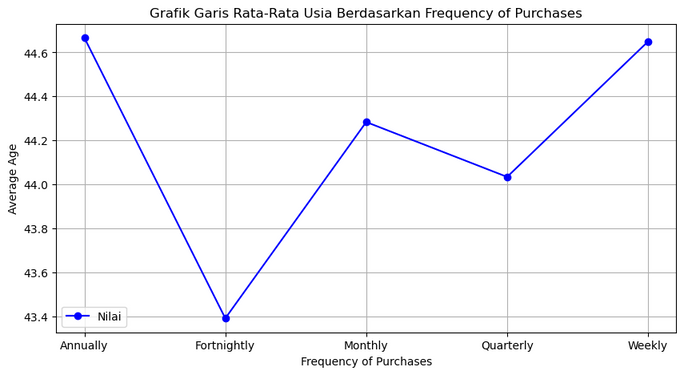 Grafik Garis Rata-Rata Usia Berdasarkan Frequency of Purchases
44.6
44.4
44.2
44.0
43.8
43.6
43.4
Average Age
Nilai
Annually Fortnightly Monthly Quarterly Weekly
Frequency of Purchases